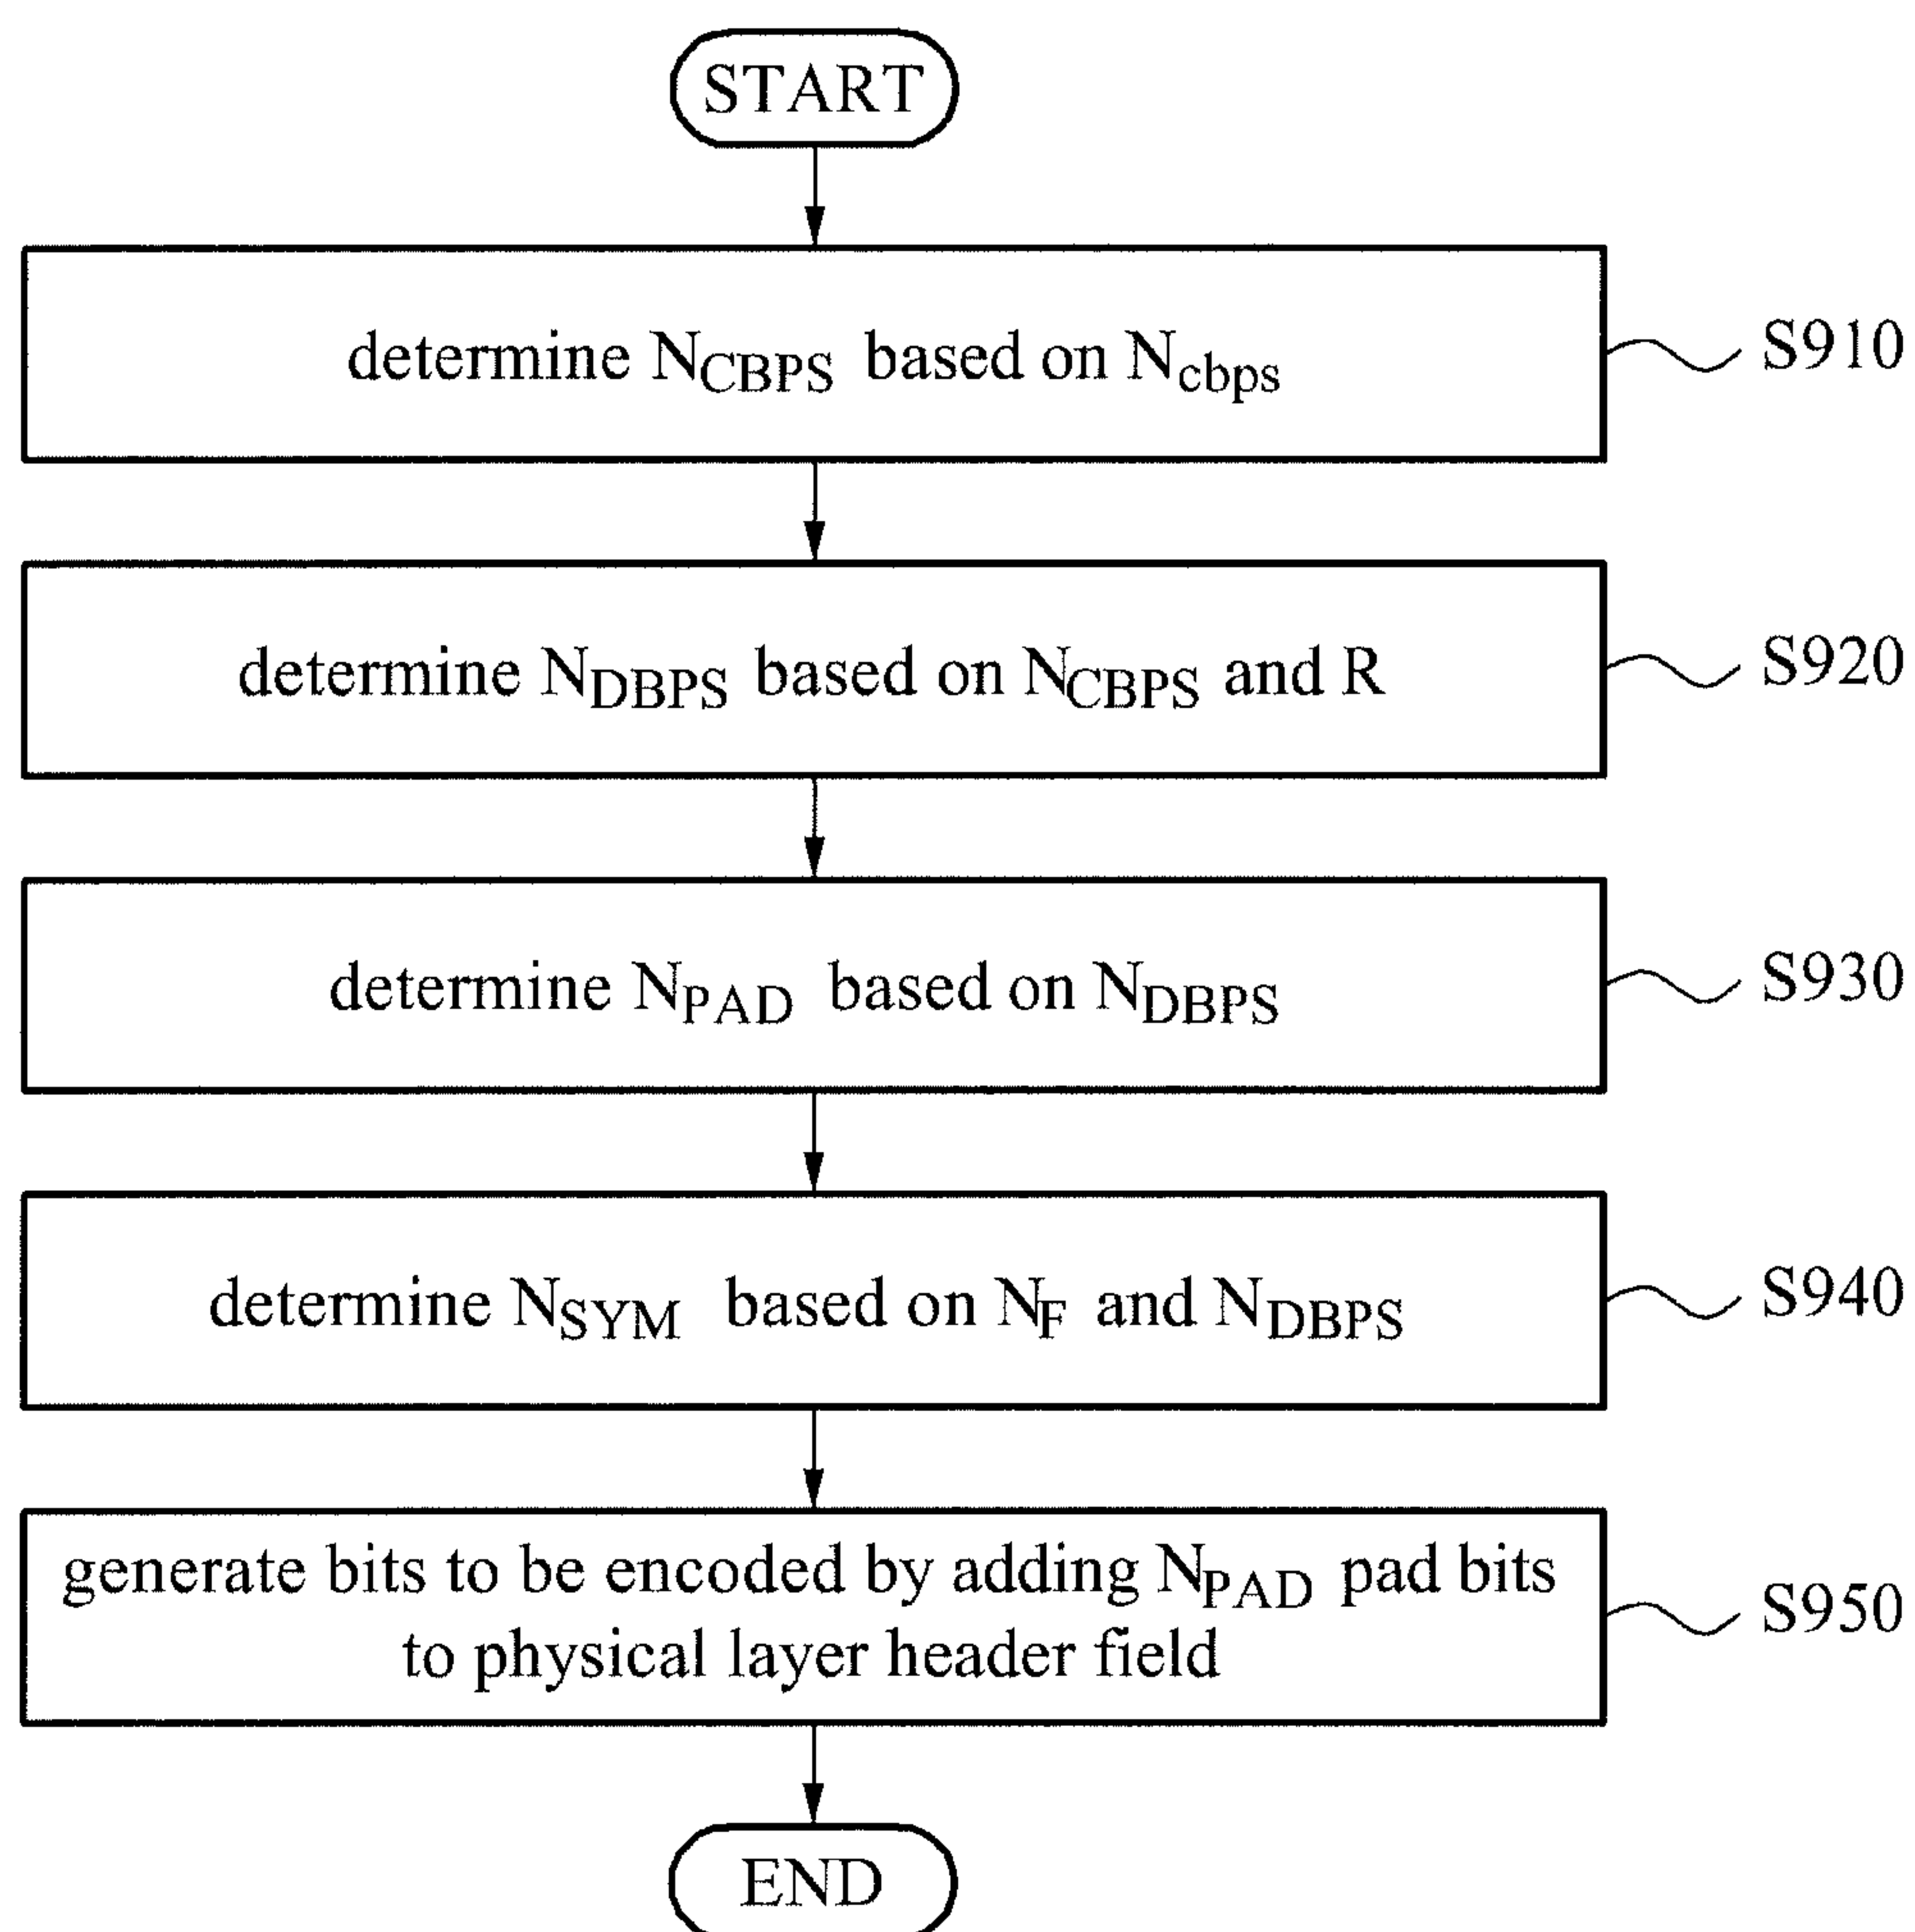 START
determine NCBPS based on Ncbps
S910
determine NDBPS based on NCBPS and R
S920
determine NPAD based on NDBPS
S930
determine NSYM based on NF and NDBPS
S940
generate bits to be encoded by adding NPAD pad bits
to physical layer header field
S950
END